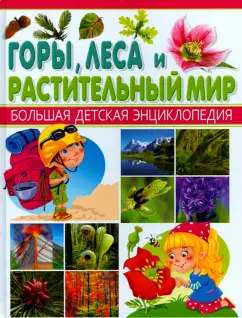 ГОРЫ, ЛЕСА и
РАСТИТЕЛЬНЫЙ МИР
БОЛЬШАЯ ДЕТСКАЯ ЭНЦИКЛОПЕДИЯ